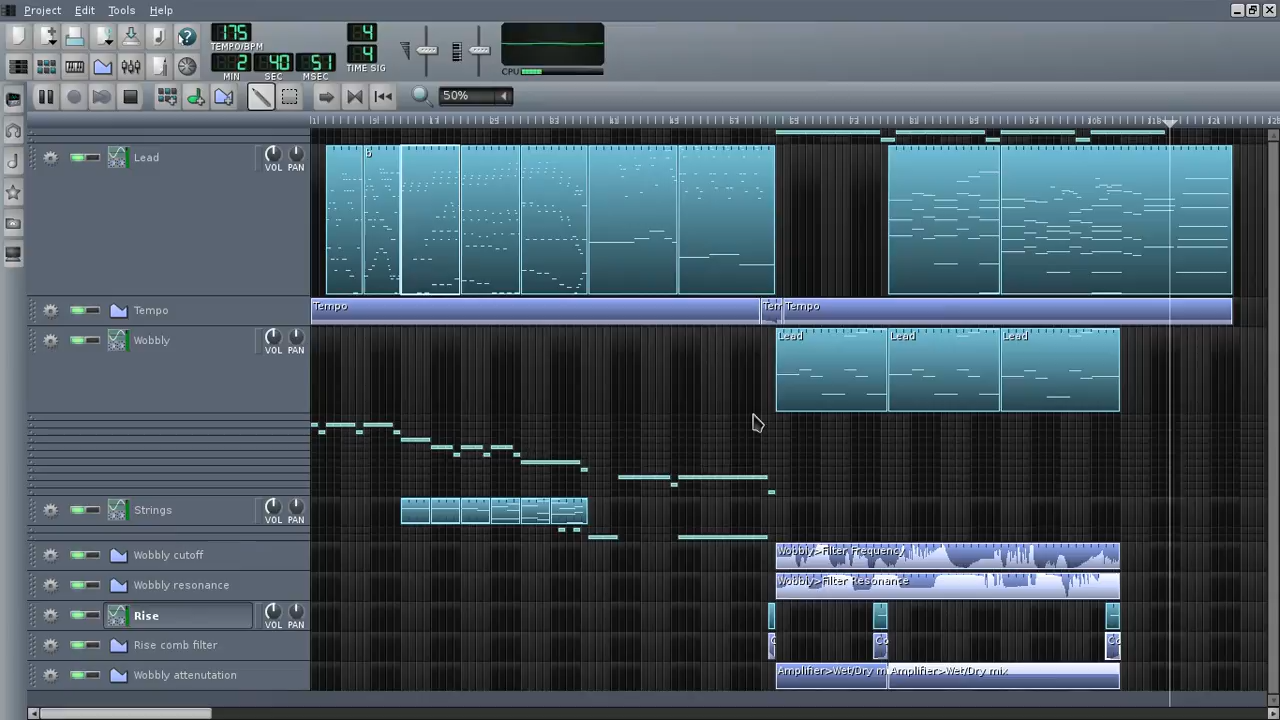 Project Edit Tools Help
175
TEMPO/BPM
4
4
TIME SIG
2 40 51
MIN SEC MSEC
CPU
50%
Lead
VOL PAN
b
Tempo
Tempo
Tem
Tempo
Wobbly
VOL PAN
Lead
Lead
Lead
Strings
VOL PAN
Wobbly cutoff
Wobbly>Filter Frequency
Wobbly resonance
Wobbly>Filter Resonance
Rise
VOL PAN
Rise comb filter
Wobbly attenutation
Amplifier>Wet/Dry m
Amplifier>Wet/Dry mix